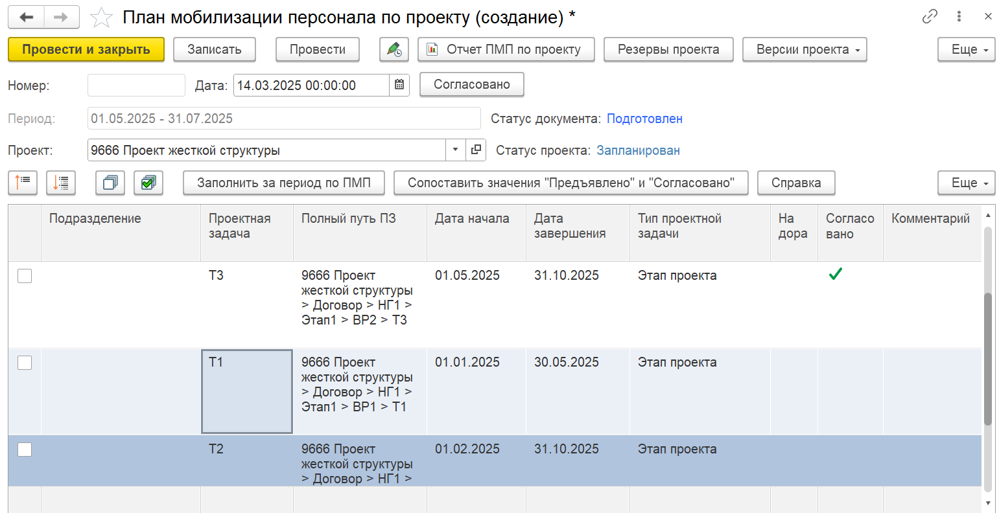 План мобилизации персонала по проекту (создание) *
Провести и закрыть Записать Провести Отчет ПМП по проекту Резервы проекта Версии проекта Еще
Номер: Дата: 14.03.2025 00:00:00 Согласовано
Период: 01.05.2025 - 31.07.2025 Статус документа: Подготовлен
Проект: 9666 Проект жесткой структуры Статус проекта: Запланирован
Заполнить за период по ПМП Сопоставить значения "Предъявлено" и "Согласовано" Справка Еще
Подразделение Проектная Полный путь ПЗ Дата начала Дата Тип проектной На Согласо Комментарий
задача завершения задачи дора вано
Т3 9666 Проект 01.05.2025 31.10.2025 Этап проекта
жесткой структуры
> Договор > НГ1 >
Этап1 > ВР2 > Т3
Т1 9666 Проект 01.01.2025 30.05.2025 Этап проекта
жесткой структуры
> Договор > НГ1 >
Этап1 > ВР1 > Т1
Т2 9666 Проект 01.02.2025 31.10.2025 Этап проекта
жесткой структуры
> Договор > НГ1 >